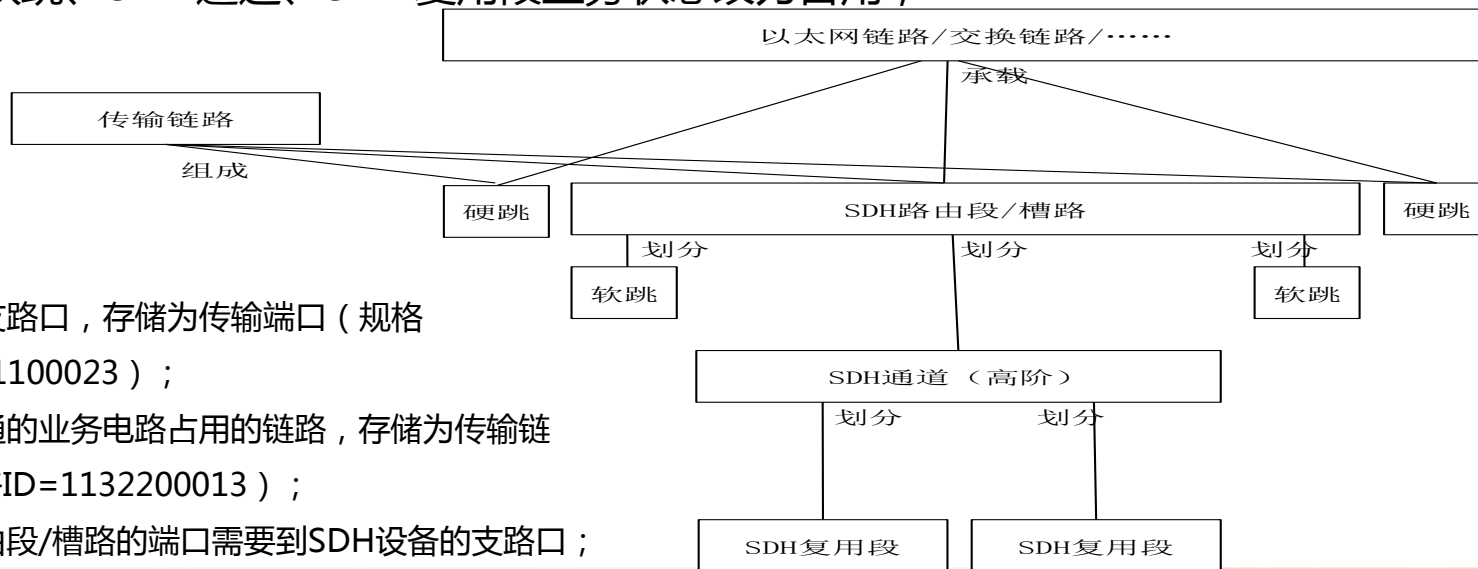 以太网链路/交换链路/……
承载
传输链路
组成
硬跳
SDH路由段/槽路
硬跳
划分
划分
划分
软跳
软跳
支路口，存储为传输端口（规格
1100023）；
SDH通道（高阶）
通的业务电路占用的链路，存储为传输链
划分
划分
ID=1132200013）；
由段/槽路的端口需要到SDH设备的支路口；
SDH复用段
SDH复用段